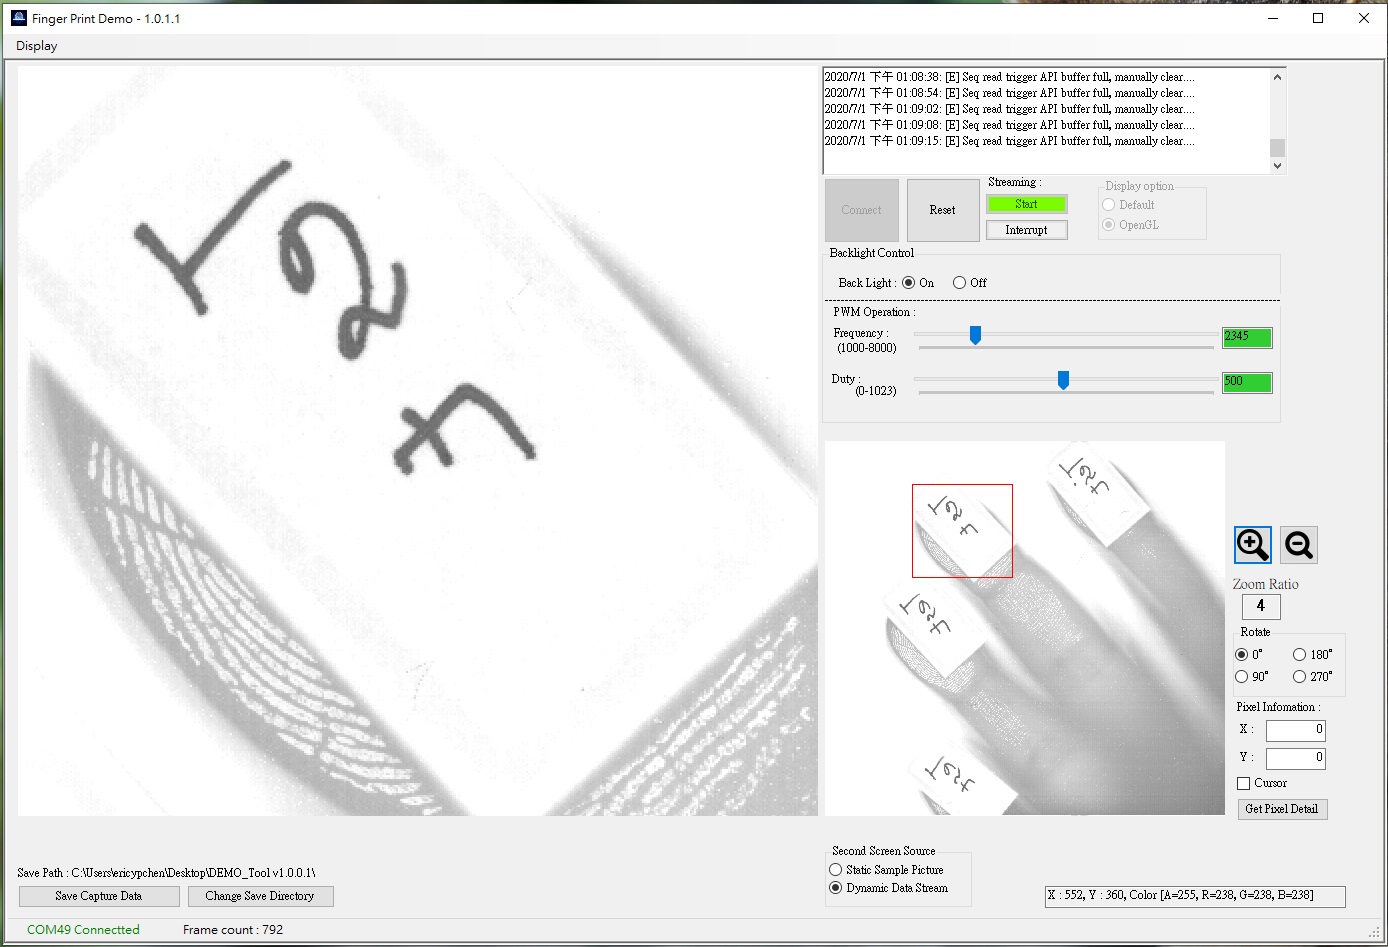 Finger Print Demo - 1.0.1.1
Display
2020/7/1 下午 01:08:38: [E] Seq read trigger API buffer full, manually clear....
2020/7/1 下午 01:08:54: [E] Seq read trigger API buffer full, manually clear....
2020/7/1 下午 01:09:02: [E] Seq read trigger API buffer full, manually clear....
2020/7/1 下午 01:09:08: [E] Seq read trigger API buffer full, manually clear....
2020/7/1 下午 01:09:15: [E] Seq read trigger API buffer full, manually clear....
Connect
Reset
Streaming :
Start
Interrupt
Display option
Default
OpenGL
Backlight Control
Back Light : On Off
PWM Operation :
Frequency :
(1000-8000)
2345
Duty :
(0-1023)
500
Zoom Ratio
4
Rotate
0° 180°
90° 270°
Pixel Infomation :
X : 0
Y : 0
Cursor
Get Pixel Detail
Second Screen Source
Static Sample Picture
Dynamic Data Stream
Save Path : C:\Users\ericypchen\Desktop\DEMO_Tool v1.0.0.1\
Save Capture Data
Change Save Directory
X : 552, Y : 360, Color [A=255, R=238, G=238, B=238]
COM49 Connectted
Frame count : 792